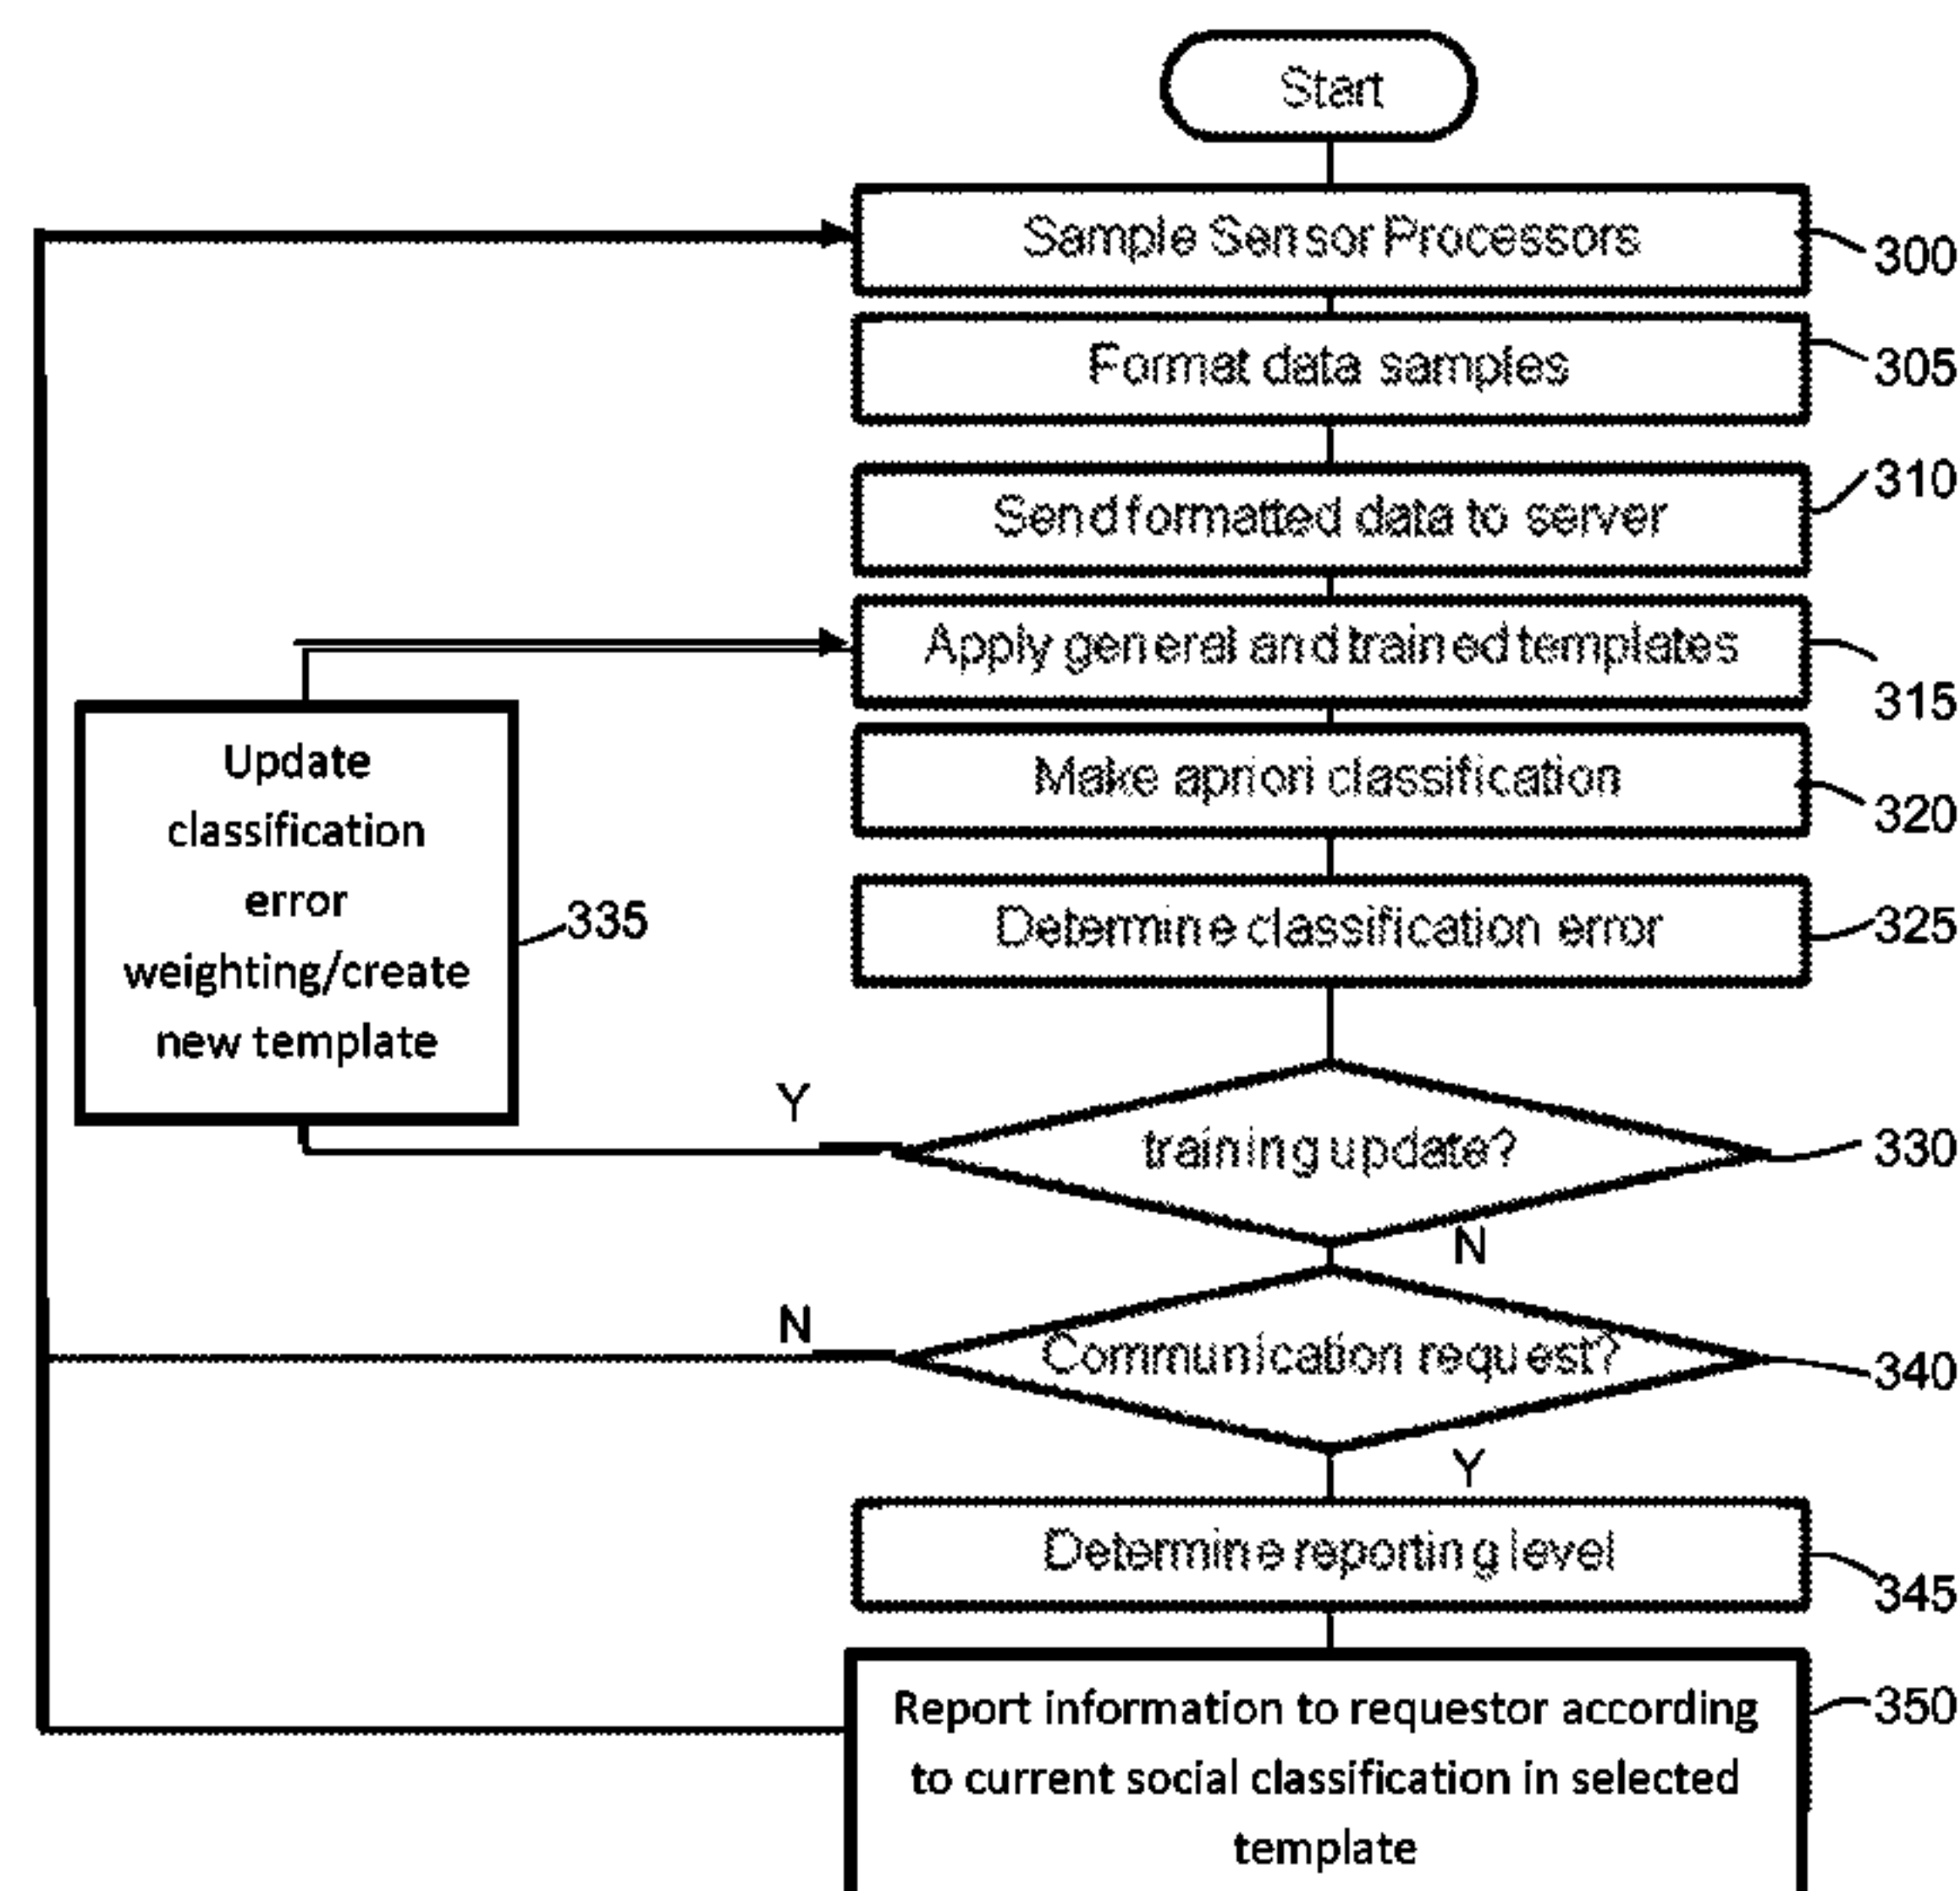 Start
Sample Sensor Processors
300
Format data samples
305
Send formatted data to server
310
Apply general and trained templates
315
Make apriori classification
320
Determine classification error
325
Update
classification
error
weighting/create
new template
335
Y
training update?
330
N
N
Communication request?
340
Y
Determine reporting level
345
Report information to requestor according
to current social classification in selected
template
350